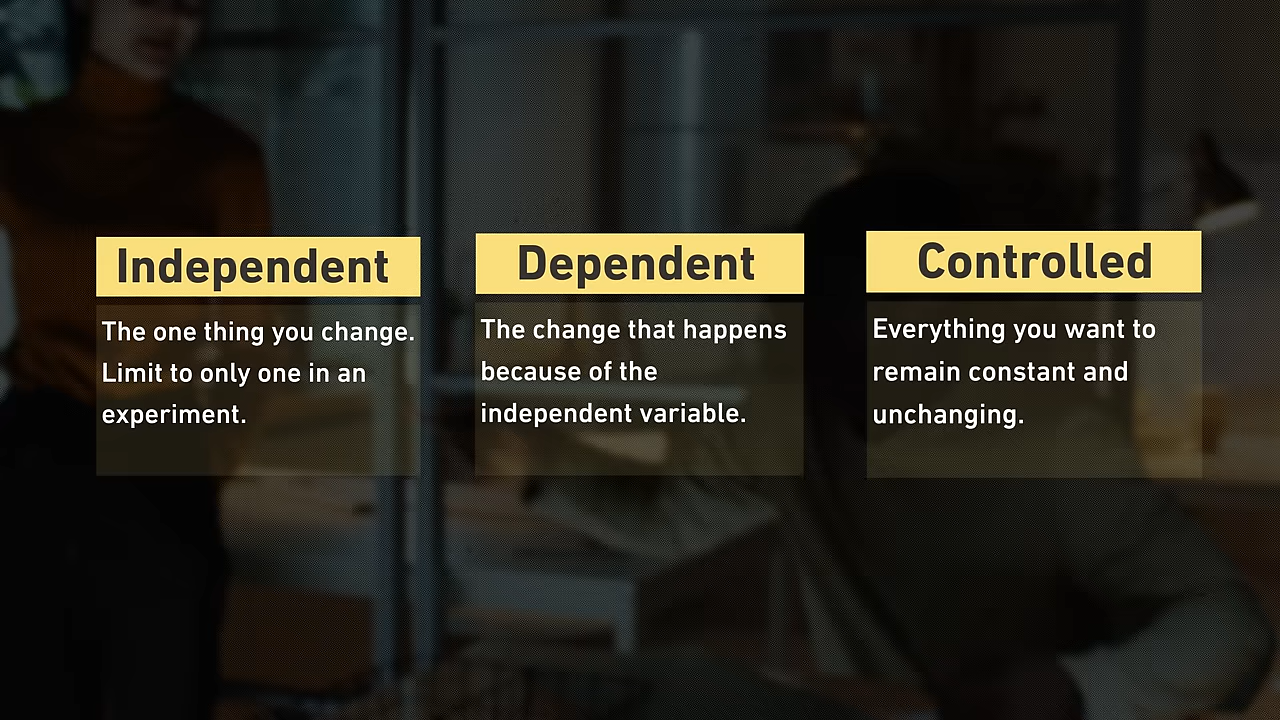 Independent
The one thing you change.
Limit to only one in an
experiment.
Dependent
The change that happens
because of the
independent variable.
Controlled
Everything you want to
remain constant and
unchanging.